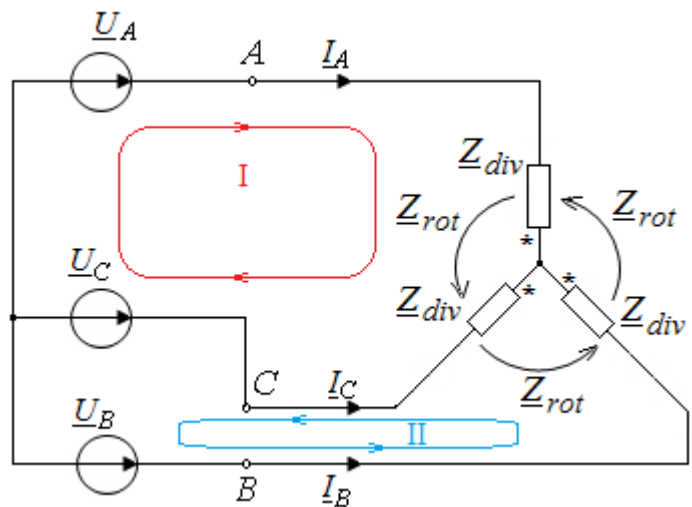 U_A
A
I_A
I
Z_div
Z_rot
Z_rot
*
U_C
*
*
Z_div
Z_div
C
I_C
Z_rot
U_B
II
B
I_B